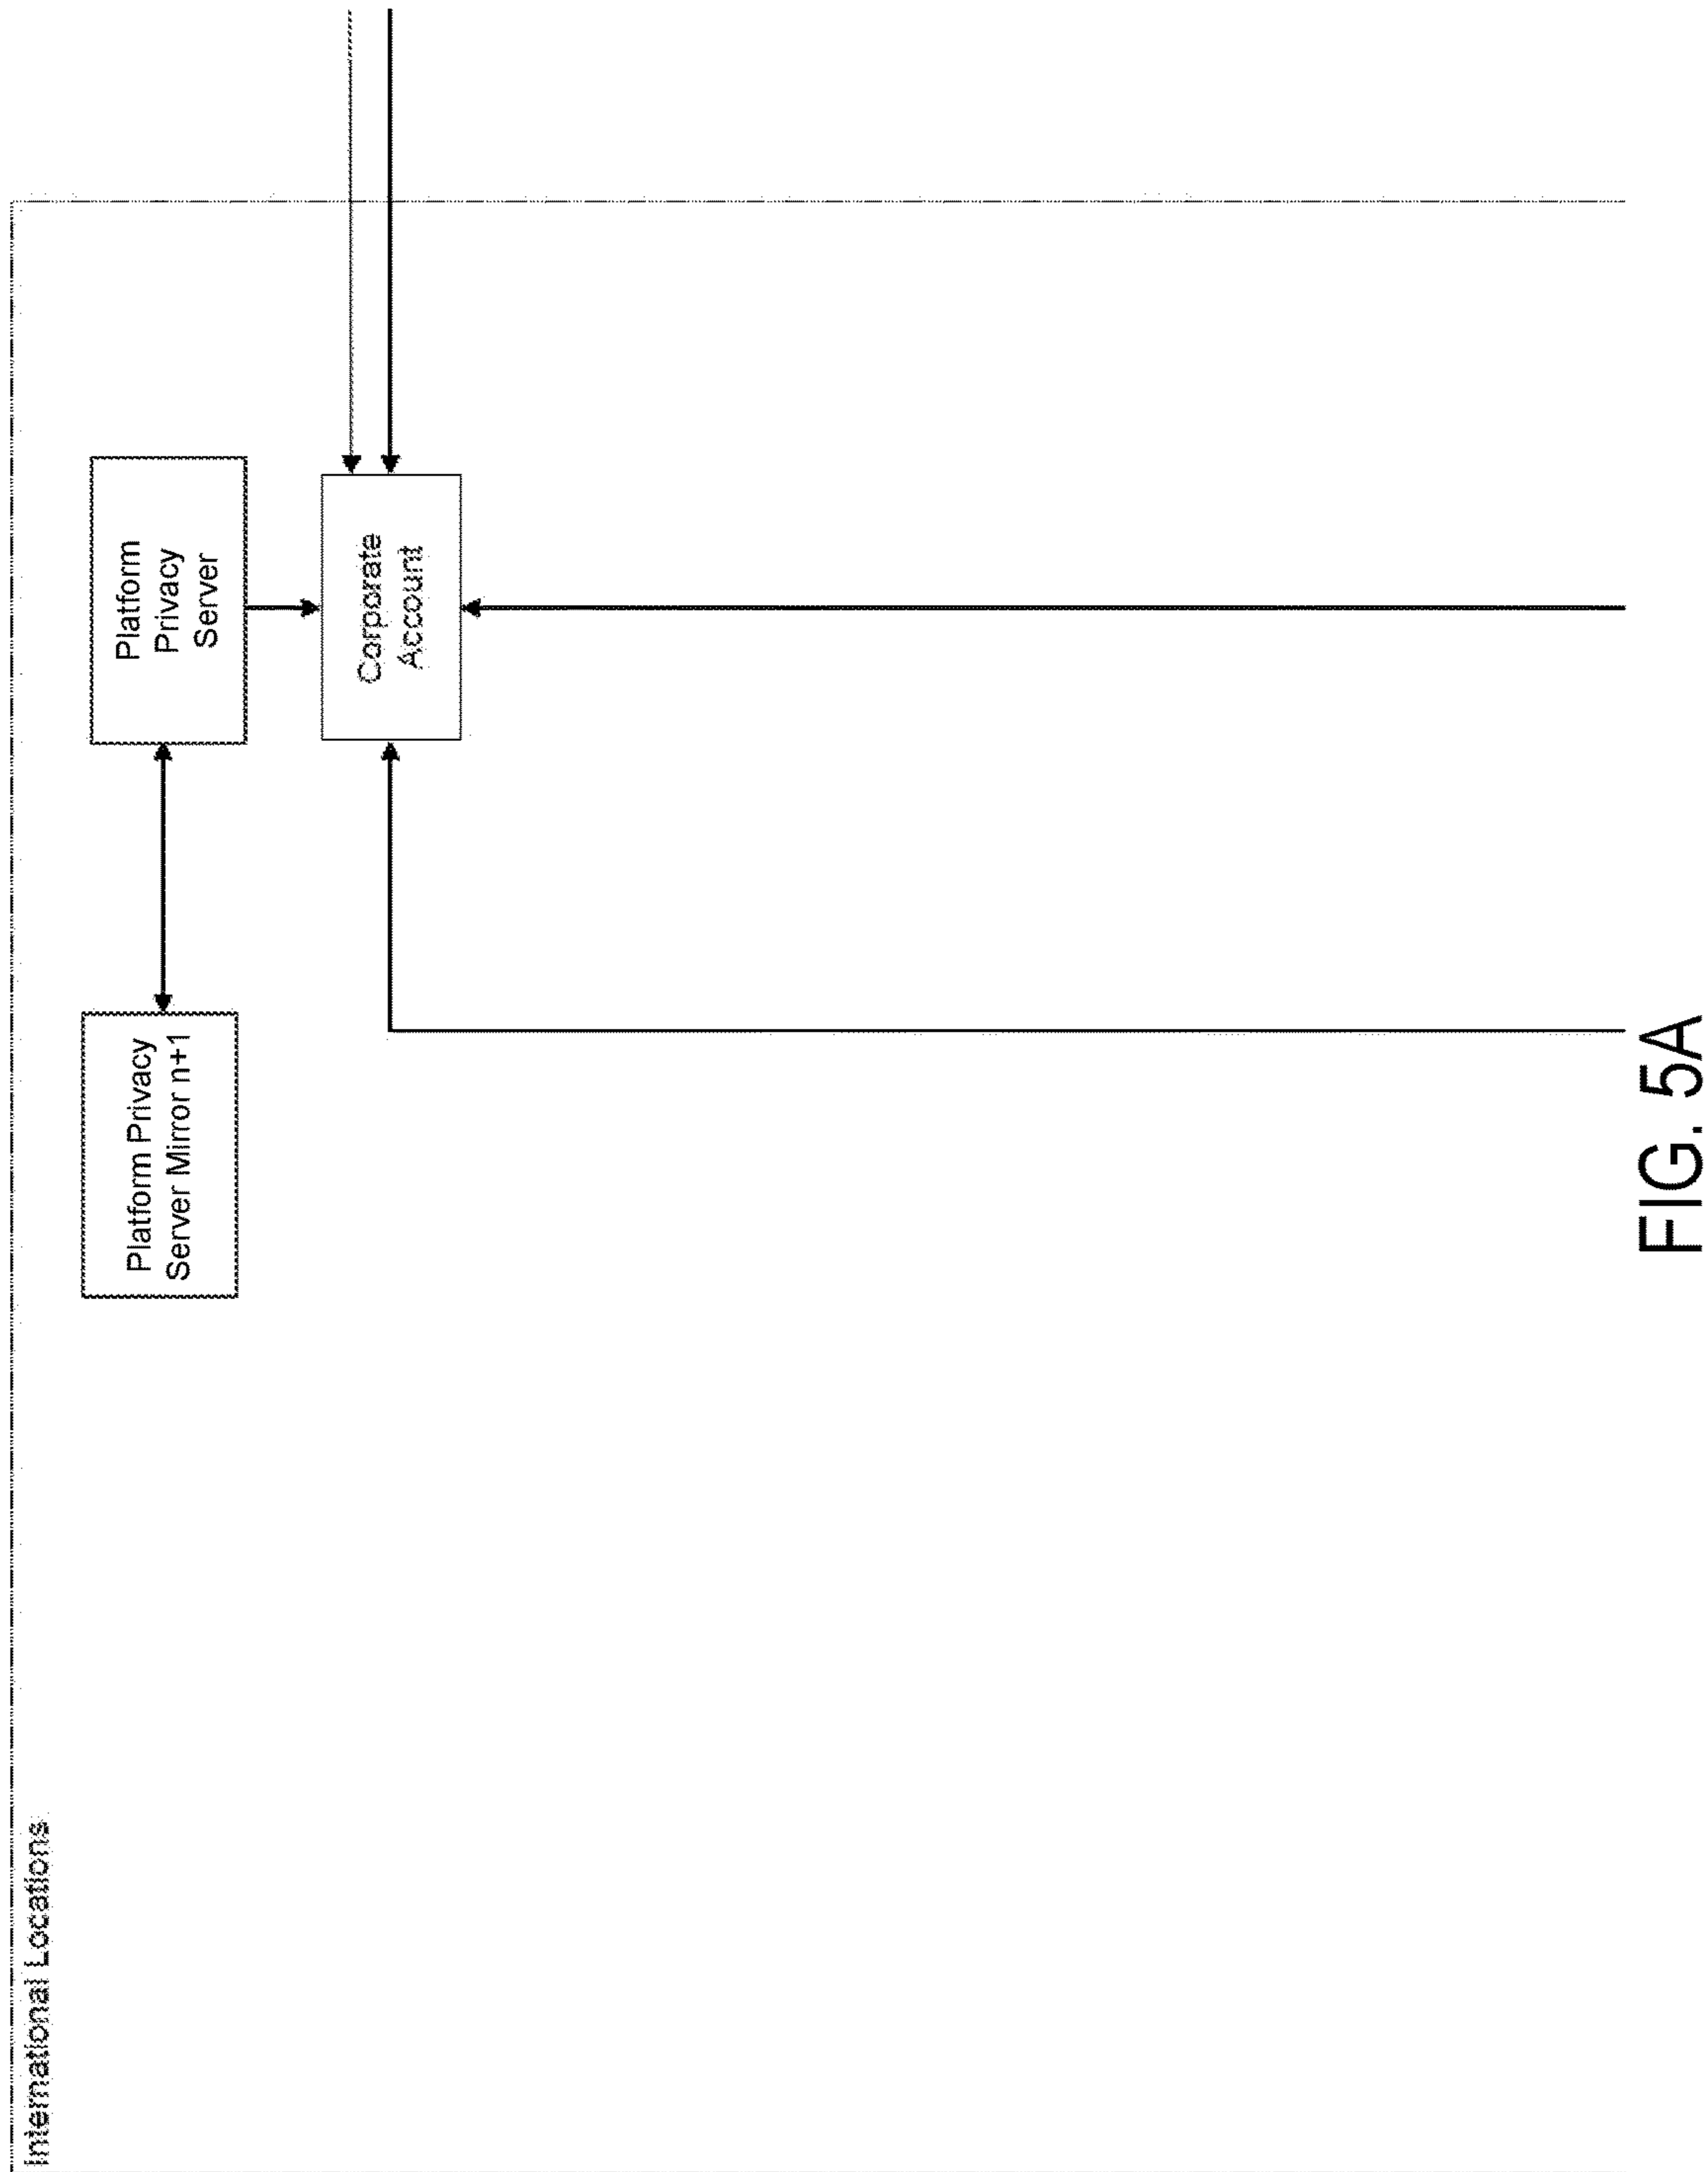 International Locations
Platform Privacy
Server Mirror n+1
Platform
Privacy
Server
Corporate
Account
FIG. 5A